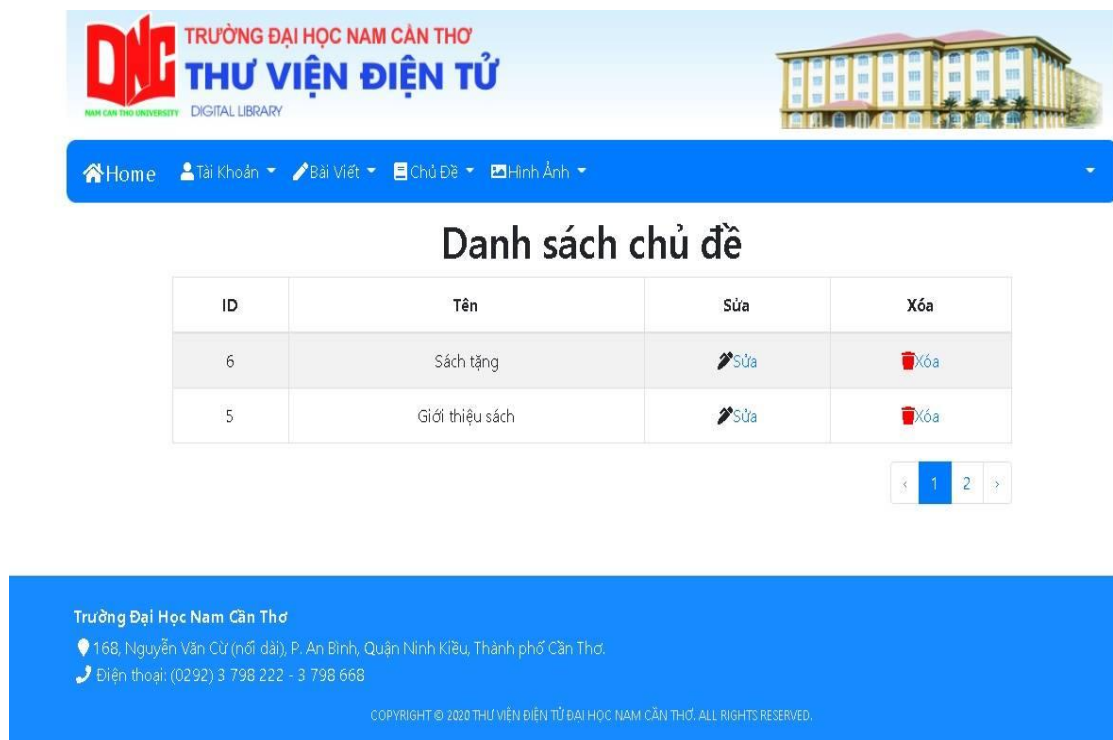 DNC
NAM CAN THO UNIVERSITY
TRƯỜNG ĐẠI HỌC NAM CẦN THƠ
THƯ VIỆN ĐIỆN TỬ
DIGITAL LIBRARY
Home Tài Khoản Bài Viết Chủ Đề Hình Ảnh
Danh sách chủ đề
ID Tên Sửa Xóa
6 Sách tặng Sửa Xóa
5 Giới thiệu sách Sửa Xóa
‹ 1 2 ›
Trường Đại Học Nam Cần Thơ
168, Nguyễn Văn Cừ (nối dài), P. An Bình, Quận Ninh Kiều, Thành phố Cần Thơ.
Điện thoại: (0292) 3 798 222 - 3 798 668
COPYRIGHT © 2020 THƯ VIỆN ĐIỆN TỬ ĐẠI HỌC NAM CẦN THƠ. ALL RIGHTS RESERVED.